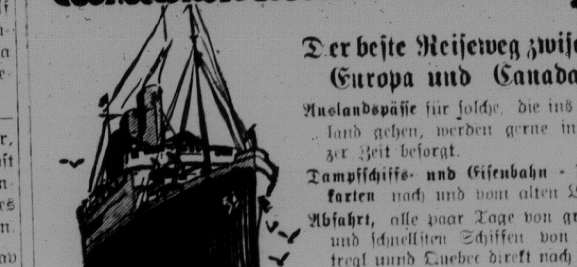 Der beste Reiseweg zwisc
Europa und Canada
Auslandspässe für solche, die ins
land gehen, werden gerne in
zer Zeit besorgt.
Dampfschiffs- und Eisenbahn-
karten nach und vom alten
Abfahrt, alle paar Tage von gr
und schnellsten Schiffen von
treal unnd Quebec direkt nach